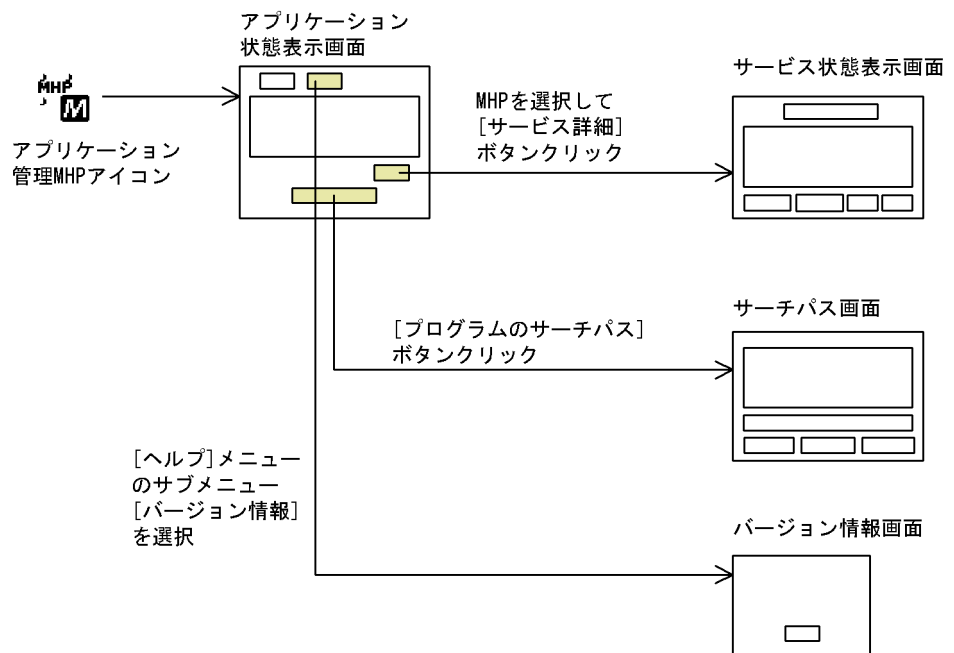 アプリケーション
状態表示画面
MHP
M
アプリケーション
管理MHPアイコン
MHPを選択して
[サービス詳細]
ボタンクリック
サービス状態表示画面
[プログラムのサーチパス]
ボタンクリック
サーチパス画面
[ヘルプ]メニュー
のサブメニュー
[バージョン情報]
を選択
バージョン情報画面